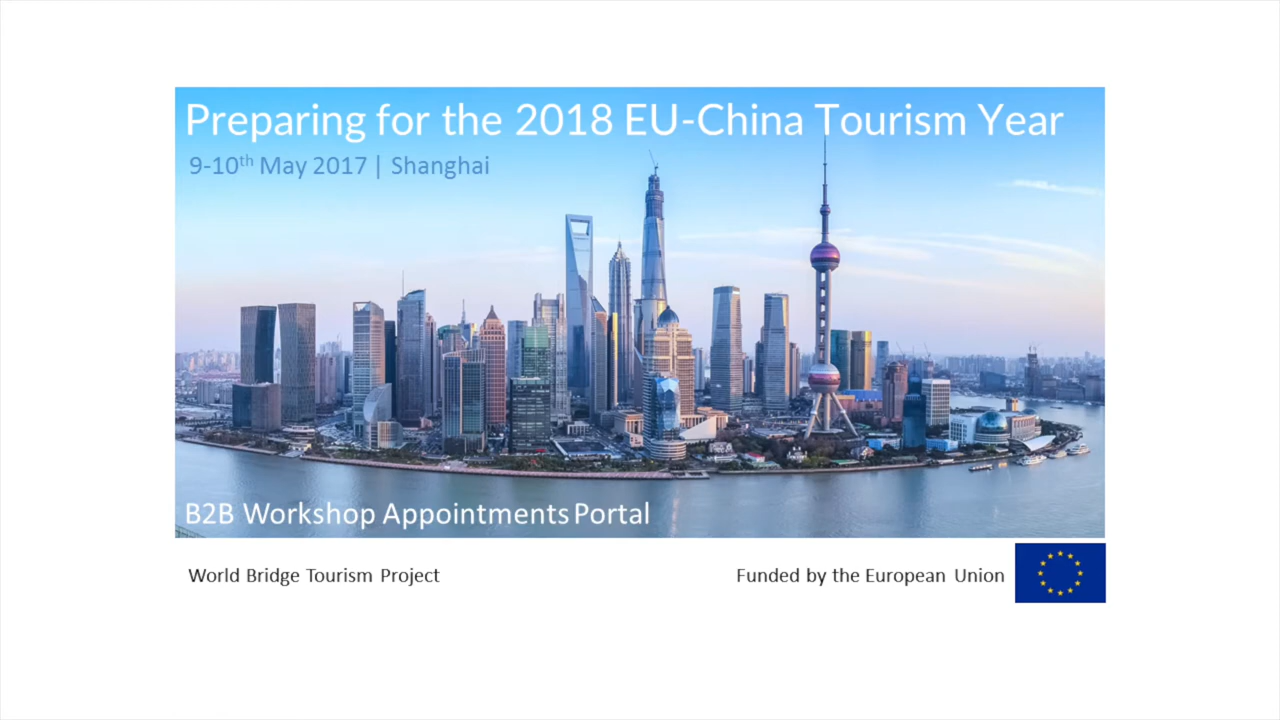 Preparing for the 2018 EU-China Tourism Year
9-10th May 2017 | Shanghai
B2B Workshop Appointments Portal
World Bridge Tourism Project
Funded by the European Union